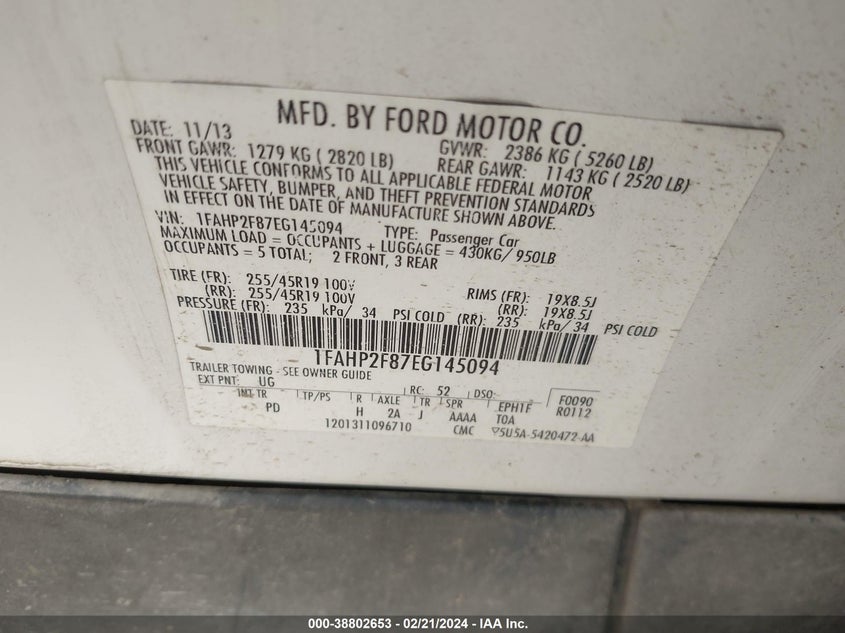 MFD. BY FORD MOTOR CO.
DATE: 11/13 GVWR: 2386 KG ( 5260 LB)
FRONT GAWR: 1279 KG ( 2820 LB) REAR GAWR: 1143 KG ( 2520 LB)
THIS VEHICLE CONFORMS TO ALL APPLICABLE FEDERAL MOTOR
VEHICLE SAFETY, BUMPER, AND THEFT PREVENTION STANDARDS
IN EFFECT ON THE DATE OF MANUFACTURE SHOWN ABOVE.
VIN: 1FAHP2F87EG145094 TYPE: Passenger Car
MAXIMUM LOAD = OCCUPANTS + LUGGAGE = 430KG/ 950LB
OCCUPANTS = 5 TOTAL; 2 FRONT, 3 REAR
TIRE (FR): 255/45R19 100V RIMS (FR): 19X8.5J
(RR): 255/45R19 100V (RR): 19X8.5J
PRESSURE (FR): 235 kPa/ 34 PSI COLD (RR): 235 kPa/ 34 PSI COLD
1FAHP2F87EG145094
TRAILER TOWING - SEE OWNER GUIDE
EXT PNT: UG RC: 52 DSO: F0090
INT TR TP/PS R AXLE TR SPR EPH1F R0112
PD H 2A J AAAA T0A
1201311096710 CMC 5U5A-5420472-AA
000-38802653 - 02/21/2024 - IAA Inc.